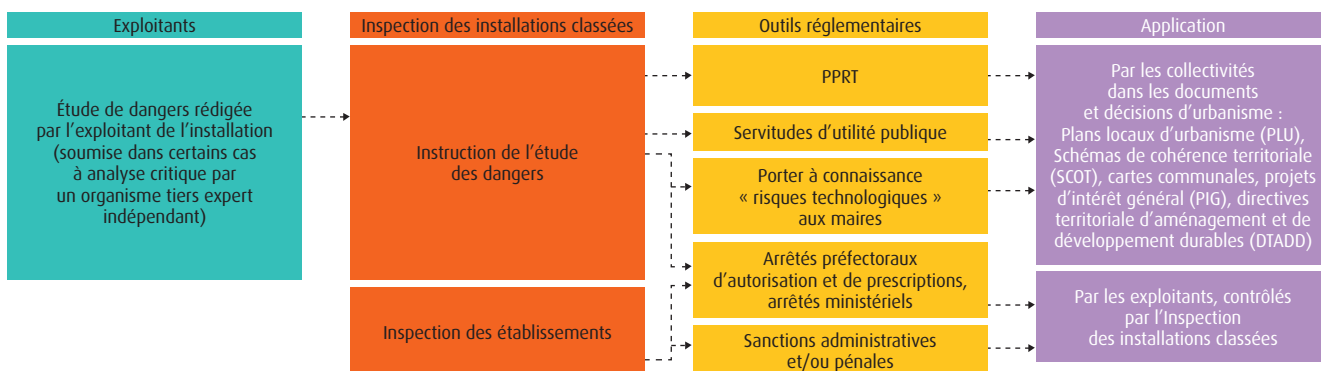 Exploitants
Étude de dangers rédigée
par l’exploitant de l’installation
(soumise dans certains cas
à analyse critique par
un organisme tiers expert
indépendant)
Inspection des installations classées
Instruction de l’étude
des dangers
Inspection des établissements
Outils réglementaires
PPRT
Servitudes d’utilité publique
Porter à connaissance
« risques technologiques »
aux maires
Arrêtés préfectoraux
d’autorisation et de prescriptions,
arrêtés ministériels
Sanctions administratives
et/ou pénales
Application
Par les collectivités
dans les documents
et décisions d’urbanisme :
Plans locaux d’urbanisme (PLU),
Schémas de cohérence territoriale
(SCOT), cartes communales, projets
d’intérêt général (PIG), directives
territoriale d’aménagement et de
développement durables (DTADD)
Par les exploitants, contrôlés
par l’Inspection
des installations classées